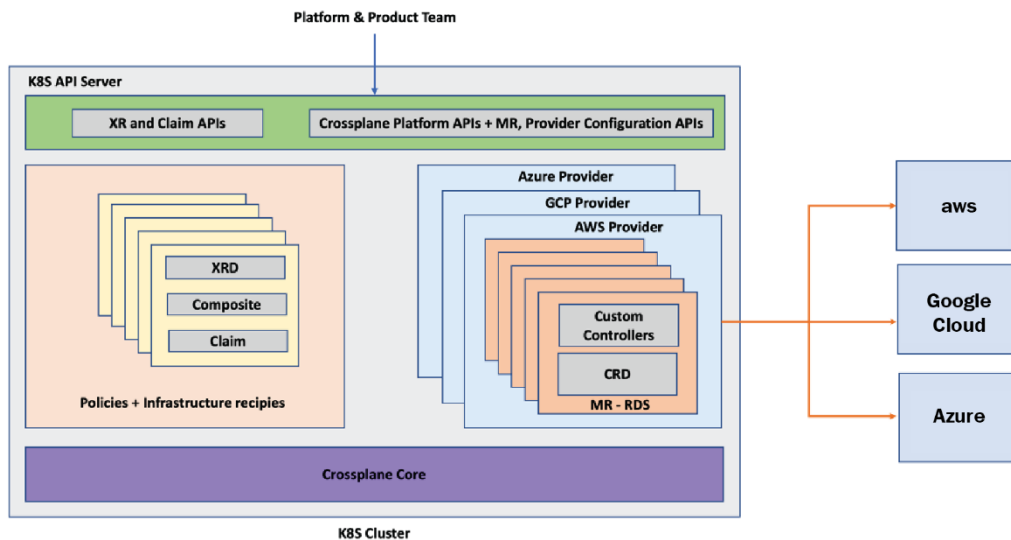 Platform & Product Team
K8S API Server
XR and Claim APIs
Crossplane Platform APIs + MR, Provider Configuration APIs
Azure Provider
GCP Provider
AWS Provider
XRD
Composite
Claim
Policies + Infrastructure recipies
Custom
Controllers
CRD
MR - RDS
aws
Google
Cloud
Azure
Crossplane Core
K8S Cluster